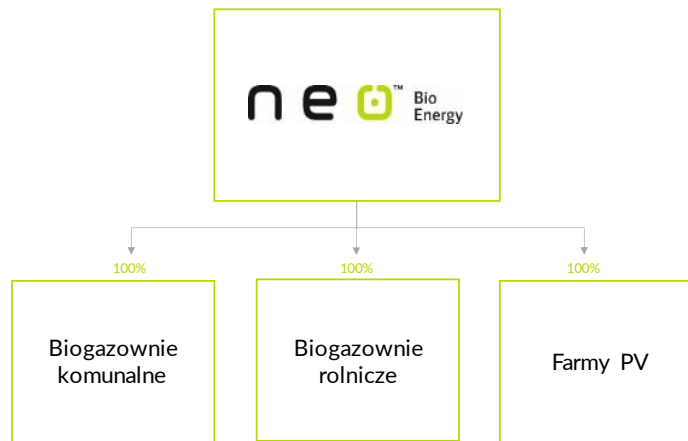 neo™ Bio
Energy
100%
100%
100%
Biogazownie
komunalne
Biogazownie
rolnicze
Farmy PV